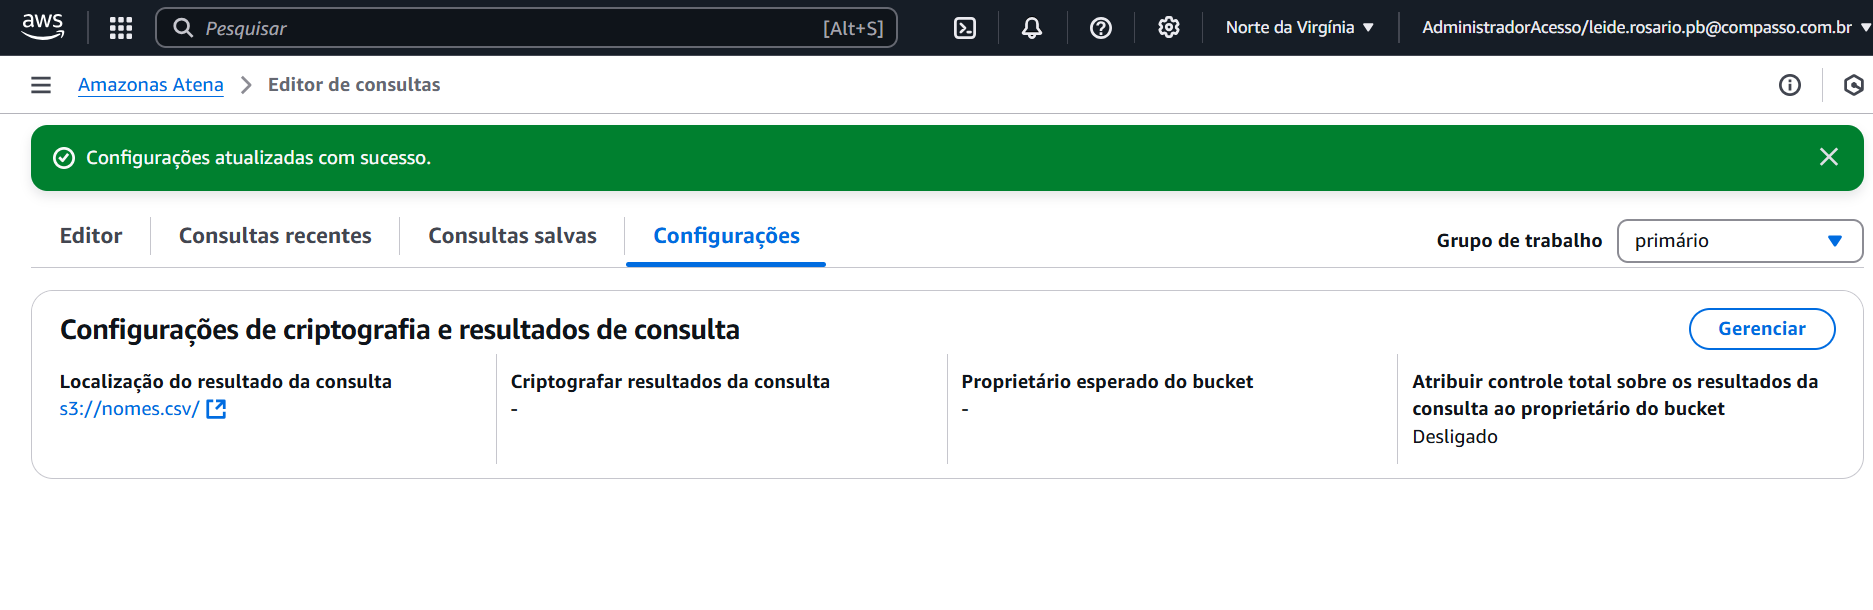 aws
Pesquisar [Alt+S] Norte da Virgínia AdministradorAcesso/leide.rosario.pb@compasso.com.br
Amazonas Atena Editor de consultas
Configurações atualizadas com sucesso.
Editor Consultas recentes Consultas salvas Configurações Grupo de trabalho primário
Configurações de criptografia e resultados de consulta Gerenciar
Localização do resultado da consulta
s3://nomes.csv/
Criptografar resultados da consulta
-
Proprietário esperado do bucket
-
Atribuir controle total sobre os resultados da
consulta ao proprietário do bucket
Desligado